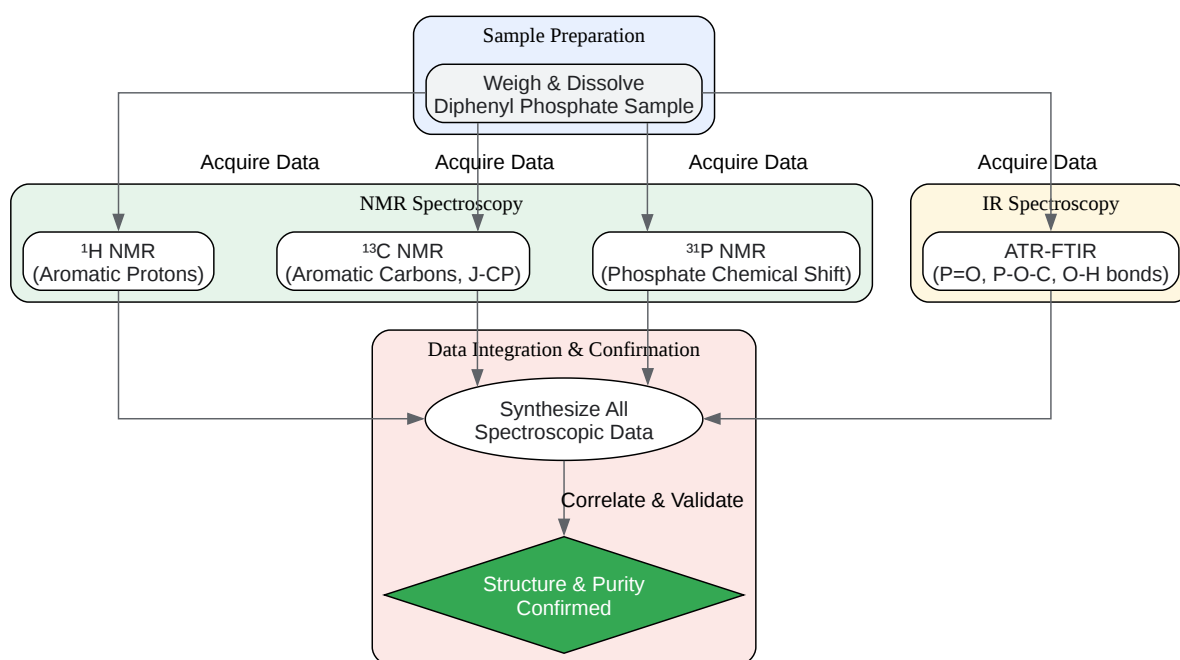 Sample Preparation
Weigh & Dissolve
Diphenyl Phosphate Sample
Acquire Data
Acquire Data
Acquire Data
Acquire Data
NMR Spectroscopy
IR Spectroscopy
¹H NMR
(Aromatic Protons)
¹³C NMR
(Aromatic Carbons, J-CP)
³¹P NMR
(Phosphate Chemical Shift)
ATR-FTIR
(P=O, P-O-C, O-H bonds)
Data Integration & Confirmation
Synthesize All
Spectroscopic Data
Correlate & Validate
Structure & Purity
Confirmed